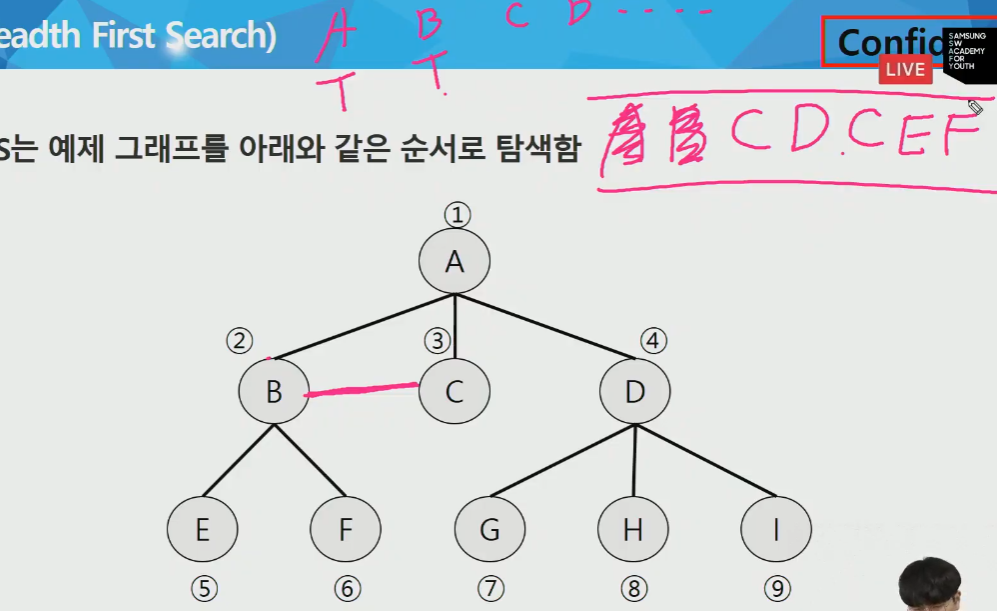 eadth First Search)
A B C D ....
T T.
Confid
LIVE
SAMSUNG
SW
ACADEMY
FOR
YOUTH
S는 예제 그래프를 아래와 같은 순서로 탐색함
A B C D . C E F
①
A
② ③ ④
B C D
E F G H I
⑤ ⑥ ⑦ ⑧ ⑨